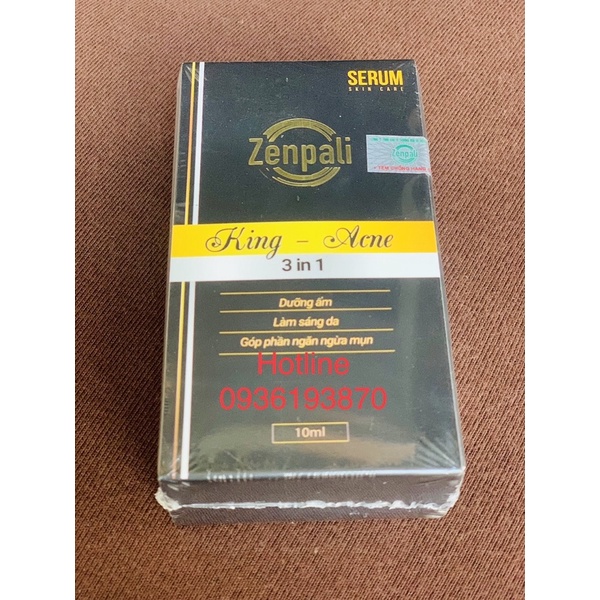 SERUM
SKIN CARE
Zenpali
Zenpali
King - Acne
3 in 1
Dưỡng ẩm
Làm sáng da
Góp phần ngăn ngừa mụn
Hotline
0936193870
10ml